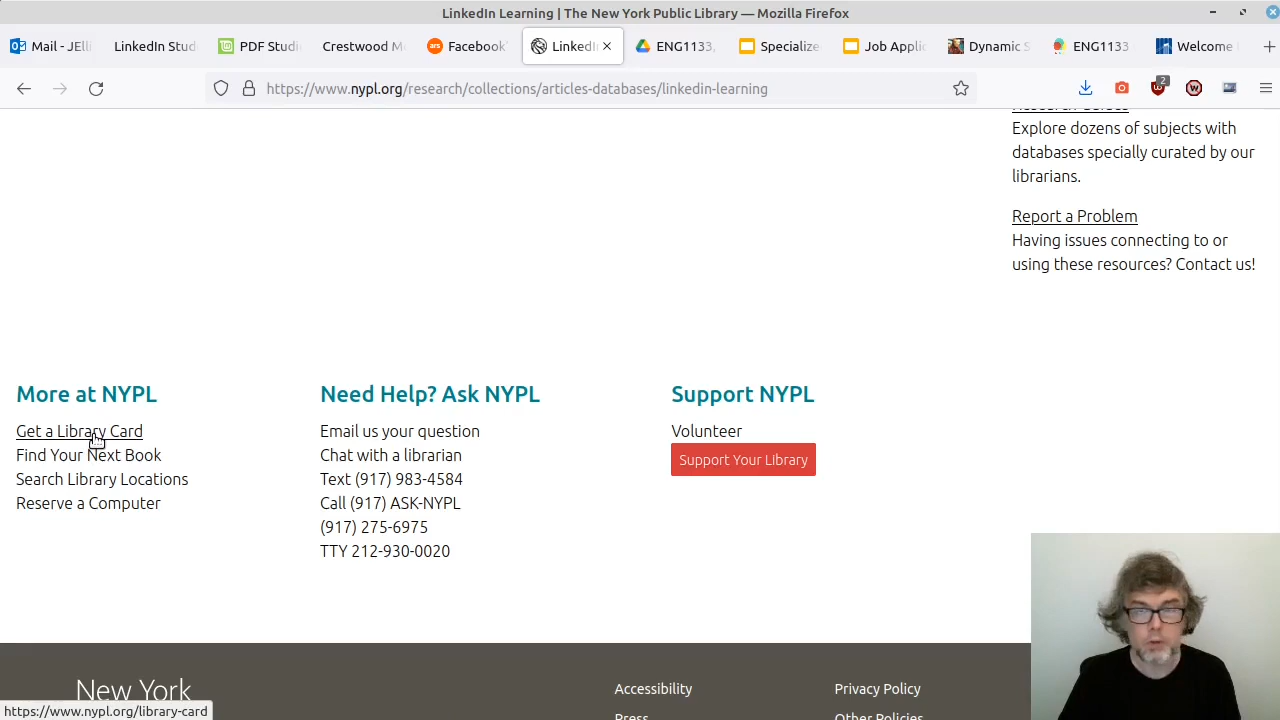 LinkedIn Learning | The New York Public Library — Mozilla Firefox
Mail - JEll
LinkedIn Stud
PDF Studi
Crestwood M
ars
Facebook'
LinkedI
ENG1133,
Specialize
Job Applic
Dynamic S
ENG1133
Welcome
https://www.nypl.org/research/collections/articles-databases/linkedin-learning
2
Explore dozens of subjects with
databases specially curated by our
librarians.
Report a Problem
Having issues connecting to or
using these resources? Contact us!
More at NYPL
Get a Library Card
Find Your Next Book
Search Library Locations
Reserve a Computer
Need Help? Ask NYPL
Email us your question
Chat with a librarian
Text (917) 983-4584
Call (917) ASK-NYPL
(917) 275-6975
TTY 212-930-0020
Support NYPL
Volunteer
Support Your Library
New York
Accessibility
Press
Privacy Policy
Other Policies
https://www.nypl.org/library-card